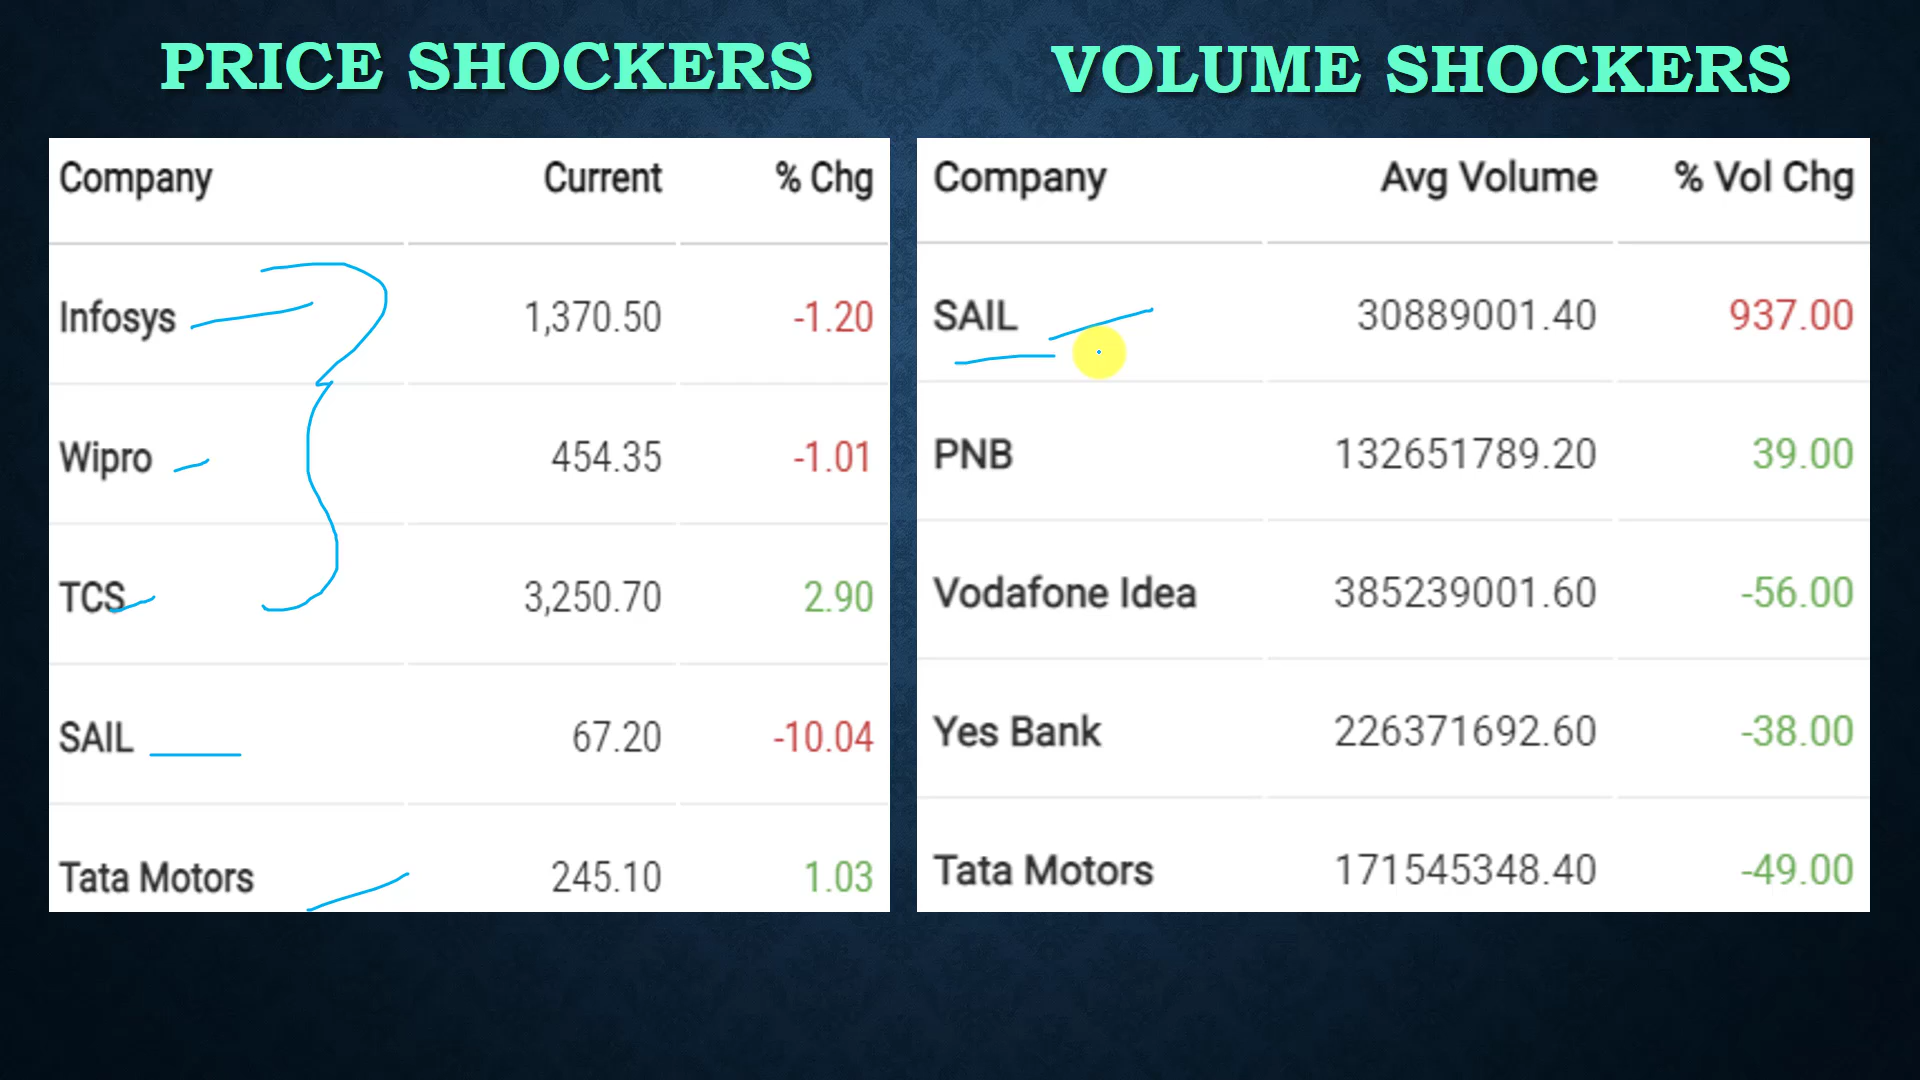 PRICE SHOCKERS
Company Current % Chg
Infosys 1,370.50 -1.20
Wipro 454.35 -1.01
TCS 3,250.70 2.90
SAIL 67.20 -10.04
Tata Motors 245.10 1.03
VOLUME SHOCKERS
Company Avg Volume % Vol Chg
SAIL 30889001.40 937.00
PNB 132651789.20 39.00
Vodafone Idea 385239001.60 -56.00
Yes Bank 226371692.60 -38.00
Tata Motors 171545348.40 -49.00